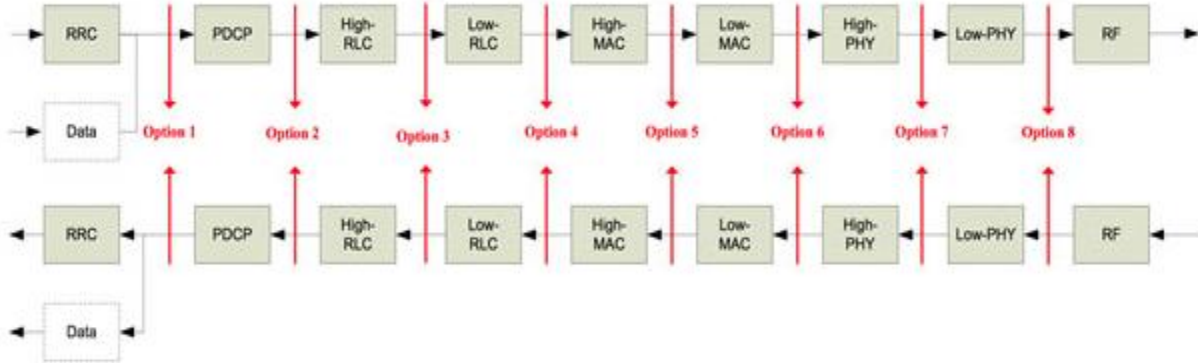 RRC
PDCP
High-
RLC
Low-
RLC
High-
MAC
Low-
MAC
High-
PHY
Low-PHY
RF
Data
Option 1
Option 2
Option 3
Option 4
Option 5
Option 6
Option 7
Option 8
RRC
PDCP
High-
RLC
Low-
RLC
High-
MAC
Low-
MAC
High-
PHY
Low-PHY
RF
Data